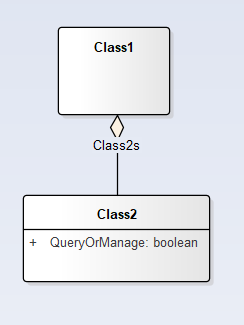 Class1
Class2s
Class2
+ QueryOrManage: boolean